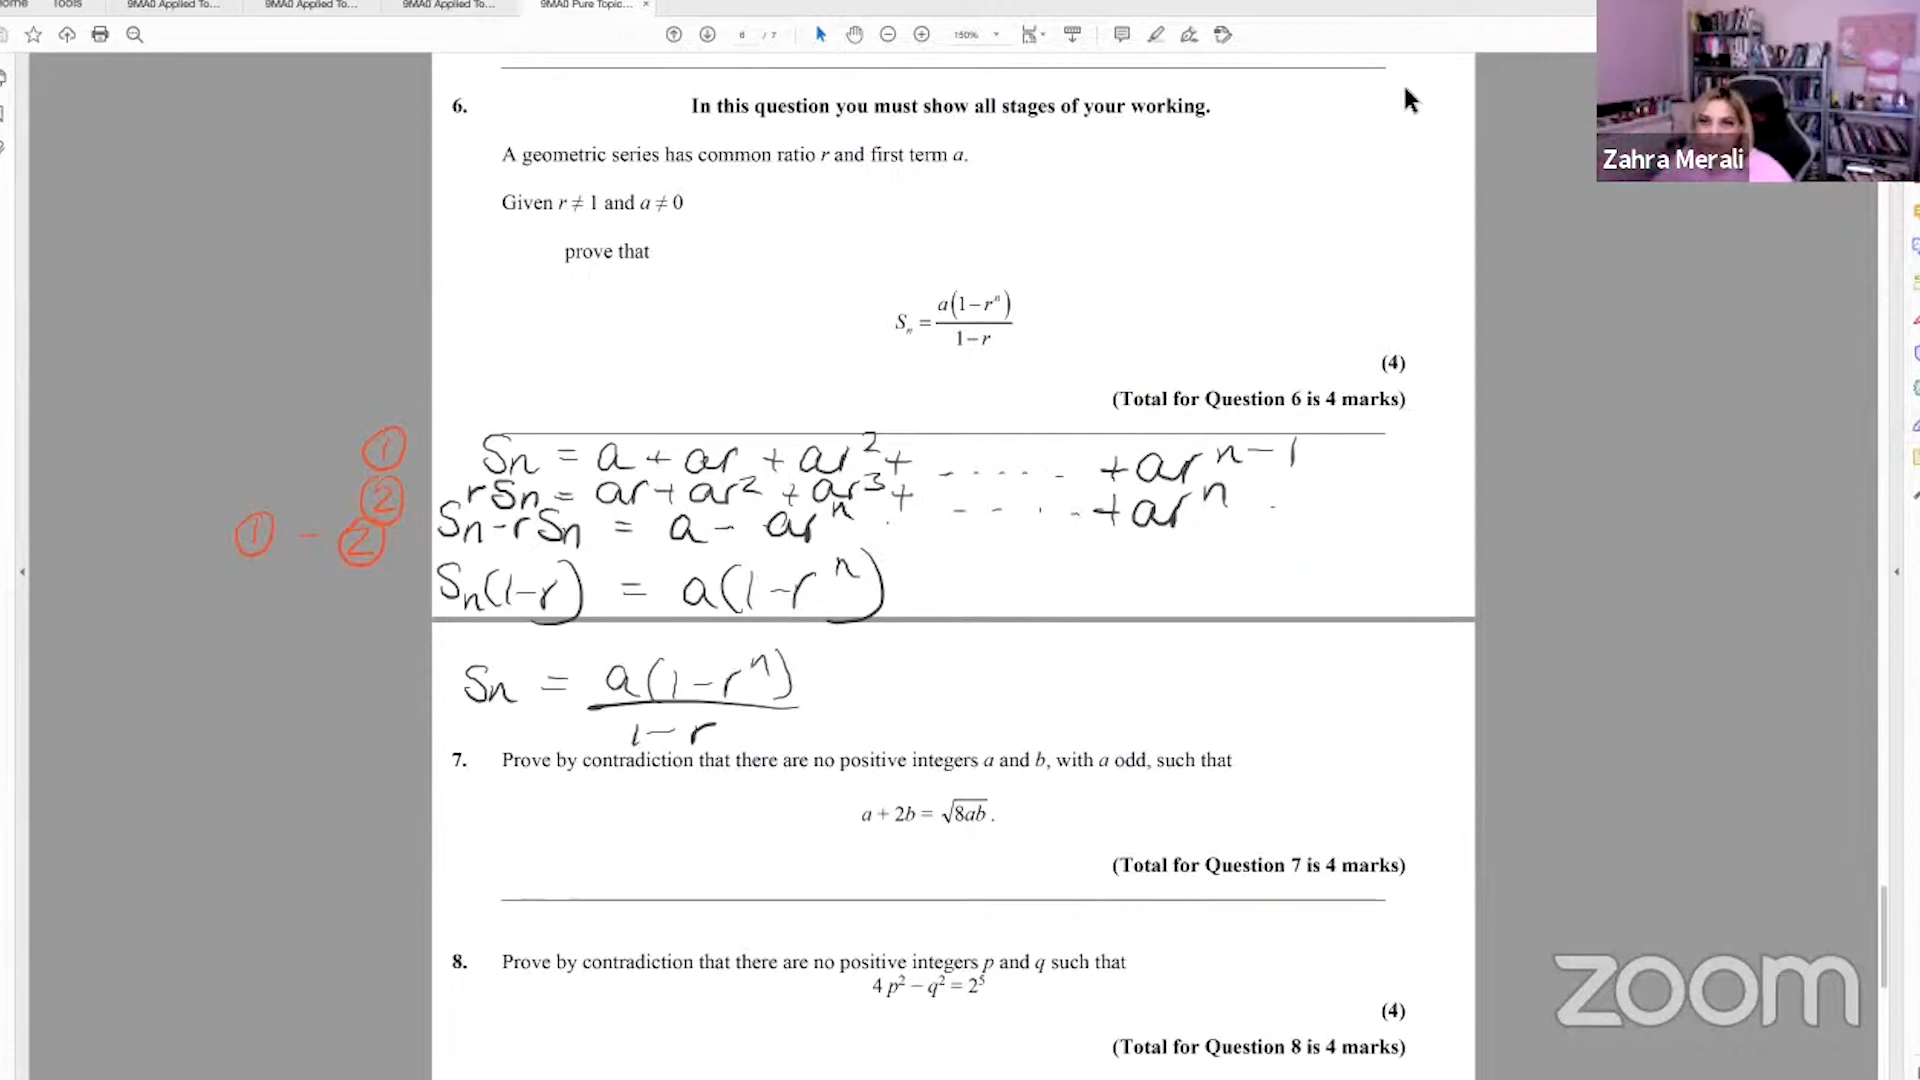 ome Tools 9MA0 Applied To... 9MA0 Applied To... 9MA0 Applied To... 9MA0 Pure Topic... ×
6 / 7 150%
Zahra Merali
6. In this question you must show all stages of your working.
A geometric series has common ratio r and first term a.
Given r ≠ 1 and a ≠ 0
prove that
Sₙ = a(1−rⁿ) / 1−r
(4)
(Total for Question 6 is 4 marks)
① Sn = a + ar + ar² + ...... + arⁿ⁻¹
② rSn = ar + ar² + ar³ + ..... + arⁿ
① − ② Sn − rSn = a − arⁿ
Sn(1−r) = a(1−rⁿ)
Sn = a(1−rⁿ) / 1−r
7. Prove by contradiction that there are no positive integers a and b, with a odd, such that
a + 2b = √8ab .
(Total for Question 7 is 4 marks)
8. Prove by contradiction that there are no positive integers p and q such that
4p² − q² = 2⁵
(4)
(Total for Question 8 is 4 marks)
zoom